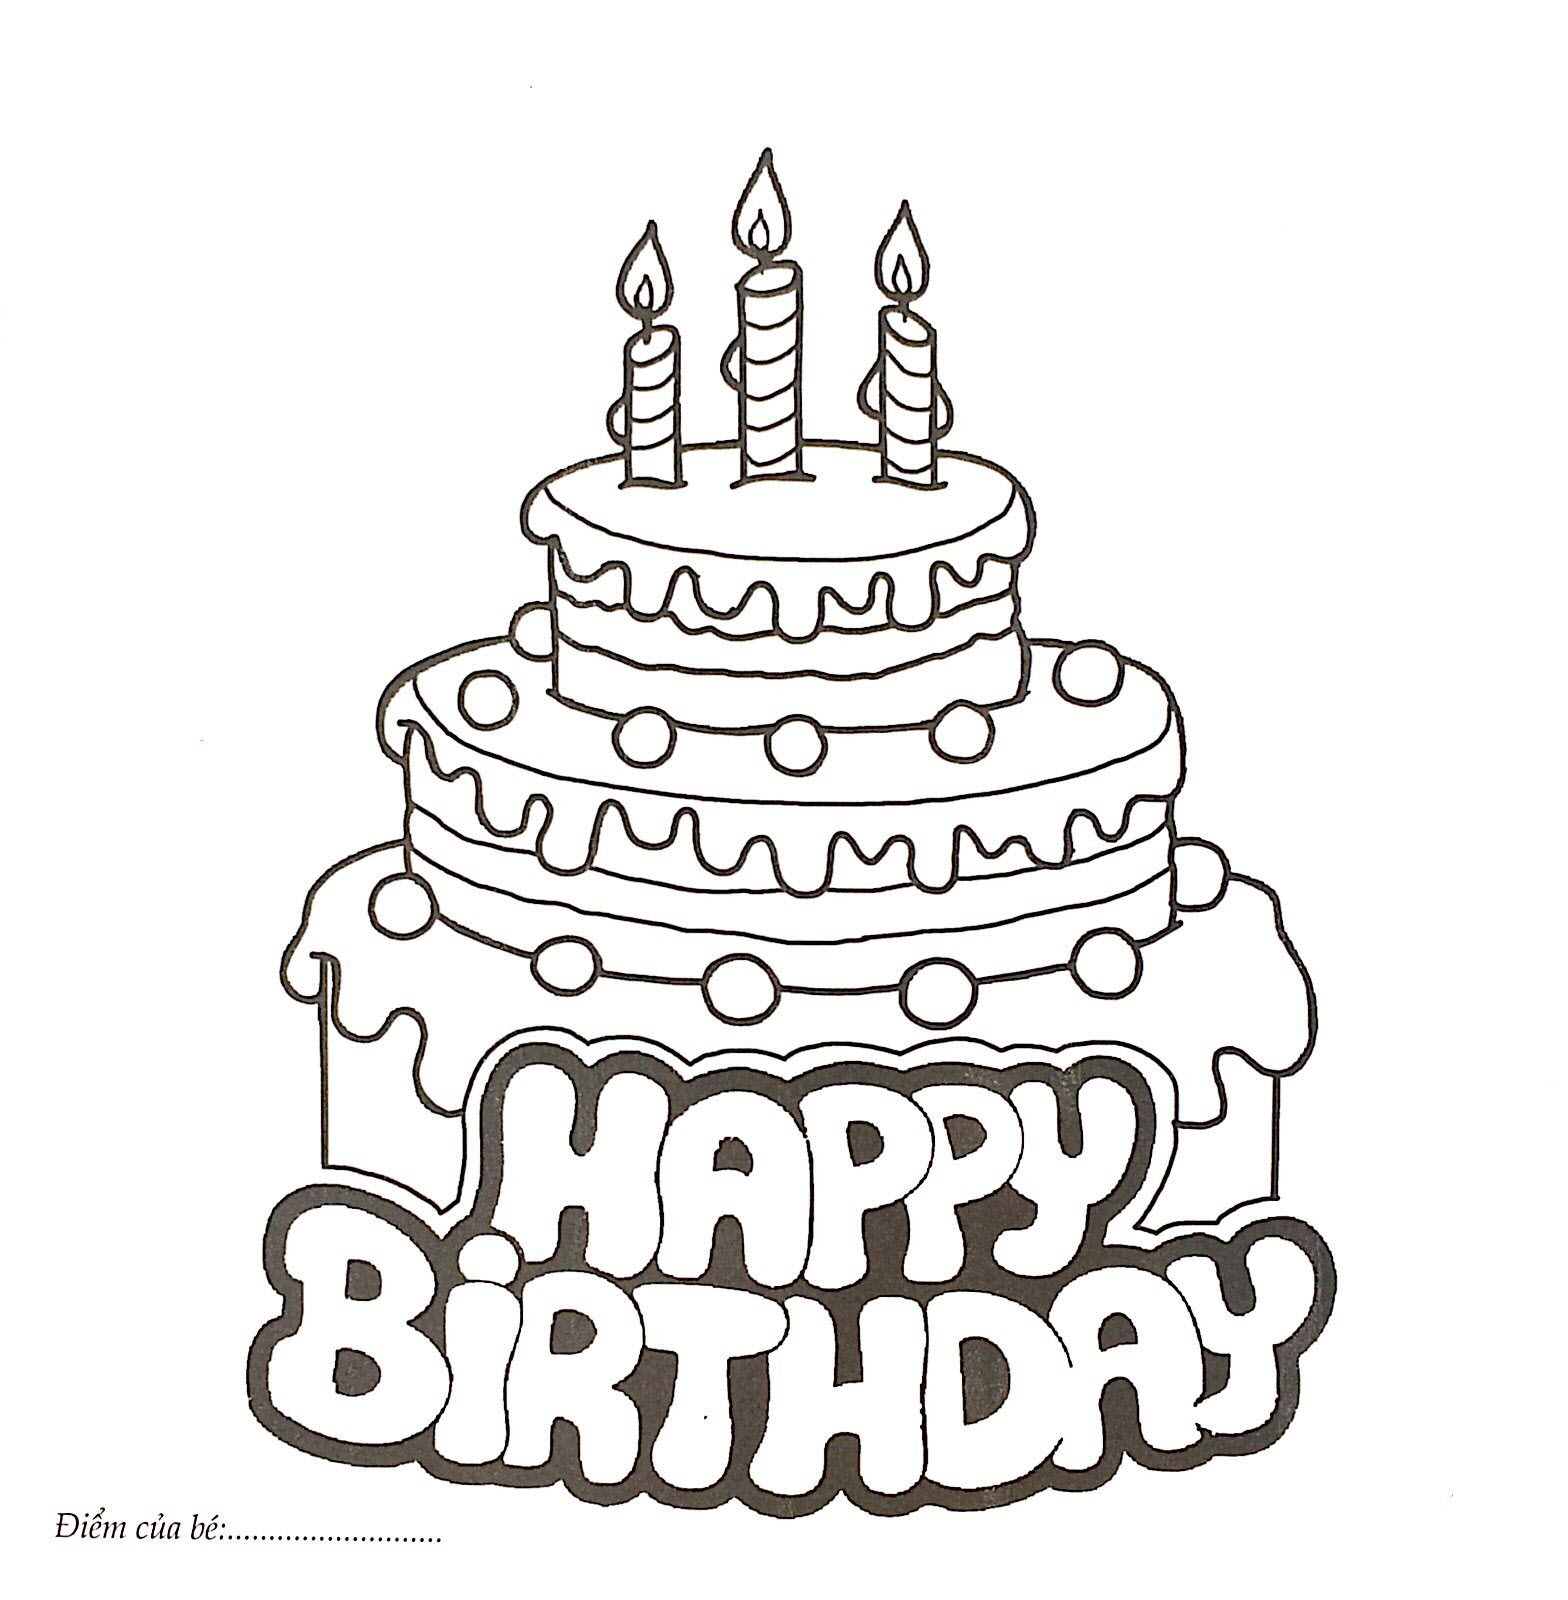 HAPPY
BiRTHDAY
Điểm của bé:..........................